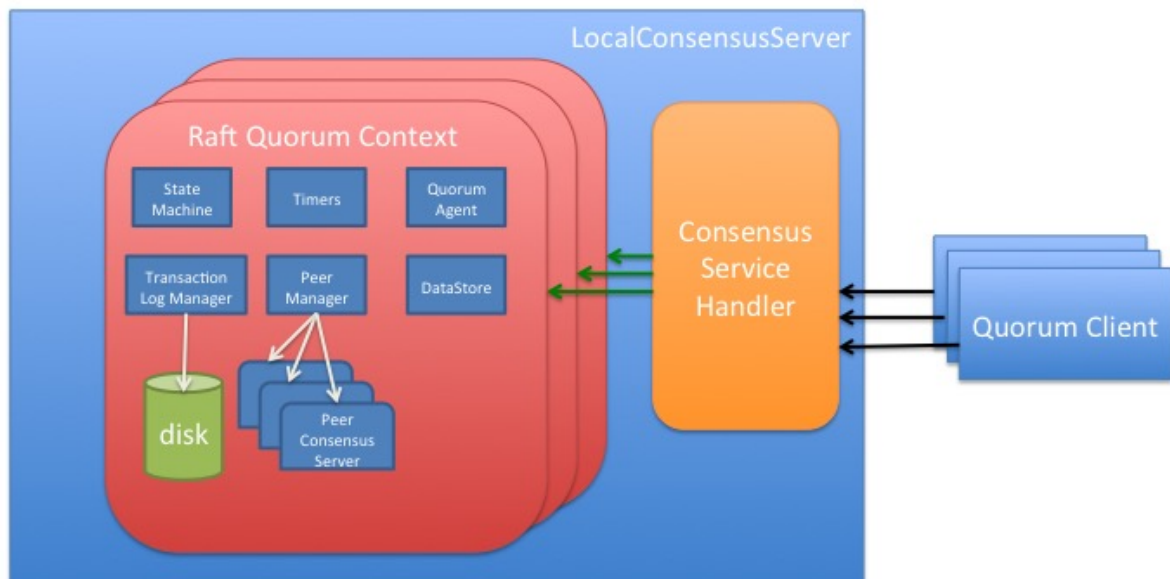 LocalConsensusServer
Raft Quorum Context
State
Machine
Timers
Quorum
Agent
Transaction
Log Manager
Peer
Manager
DataStore
disk
Peer
Consensus
Server
Consensus
Service
Handler
Quorum Client